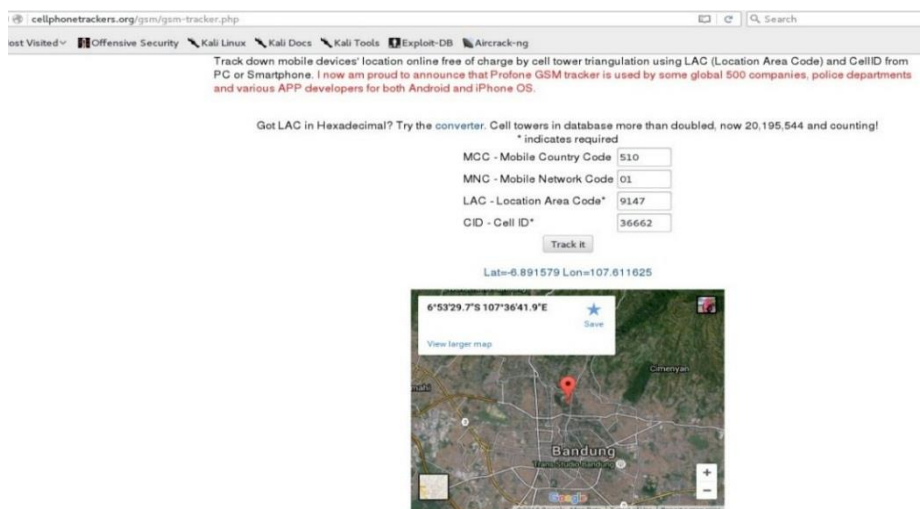 cellphonetrackers.org/gsm/gsm-tracker.php Search
ost Visited Offensive Security Kali Linux Kali Docs Kali Tools Exploit-DB Aircrack-ng
Track down mobile devices' location online free of charge by cell tower triangulation using LAC (Location Area Code) and CellID from
PC or Smartphone. I now am proud to announce that Profone GSM tracker is used by some global 500 companies, police departments
and various APP developers for both Android and iPhone OS.
Got LAC in Hexadecimal? Try the converter. Cell towers in database more than doubled, now 20,195,544 and counting!
* indicates required
MCC - Mobile Country Code 510
MNC - Mobile Network Code 01
LAC - Location Area Code* 9147
CID - Cell ID* 36662
Track it
Lat=-6.891579 Lon=107.611625
6°53'29.7"S 107°36'41.9"E
Save
View larger map
Cimenyan
mahi
3
Bandung
Trans Studio Bandung
+
Google
−